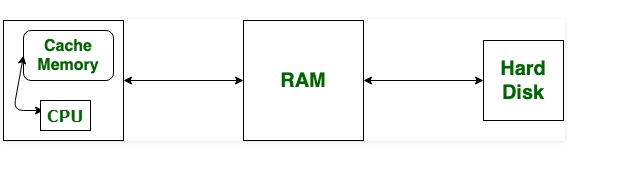 Cache
Memory
CPU
RAM
Hard
Disk